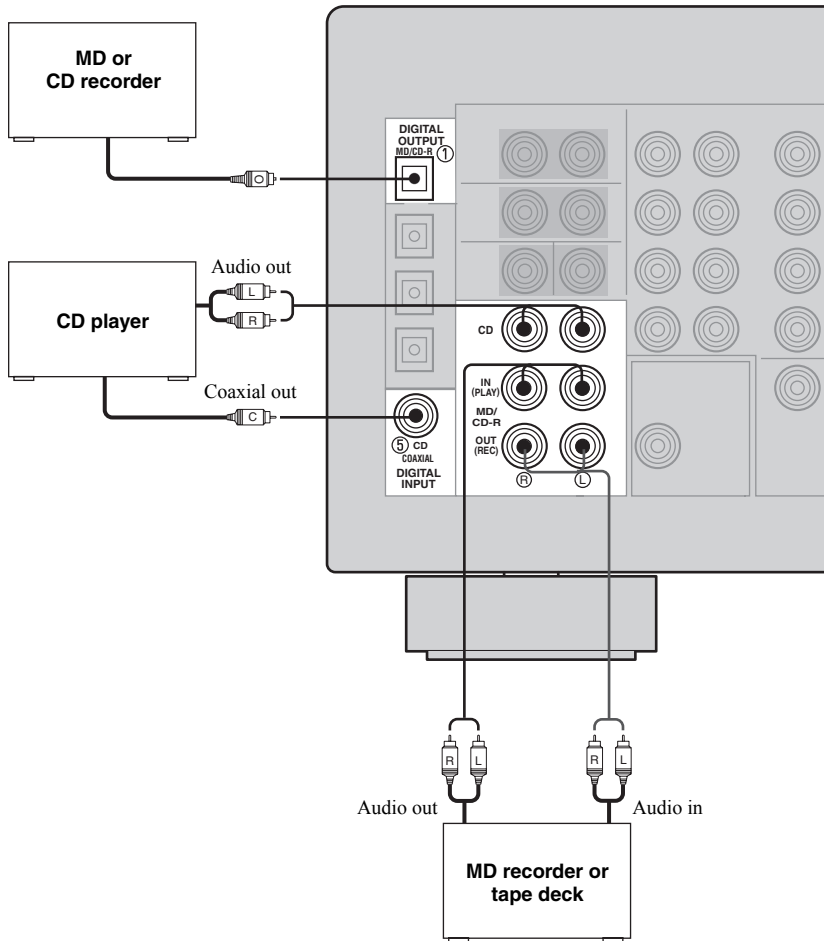 MD or
CD recorder
O
DIGITAL
OUTPUT
MD/CD-R ①
Audio out
L
R
CD player
Coaxial out
C
CD
IN
(PLAY)
MD/
CD-R
OUT
(REC)
R L
⑤ CD
COAXIAL
DIGITAL
INPUT
R L
R L
Audio out
Audio in
MD recorder or
tape deck